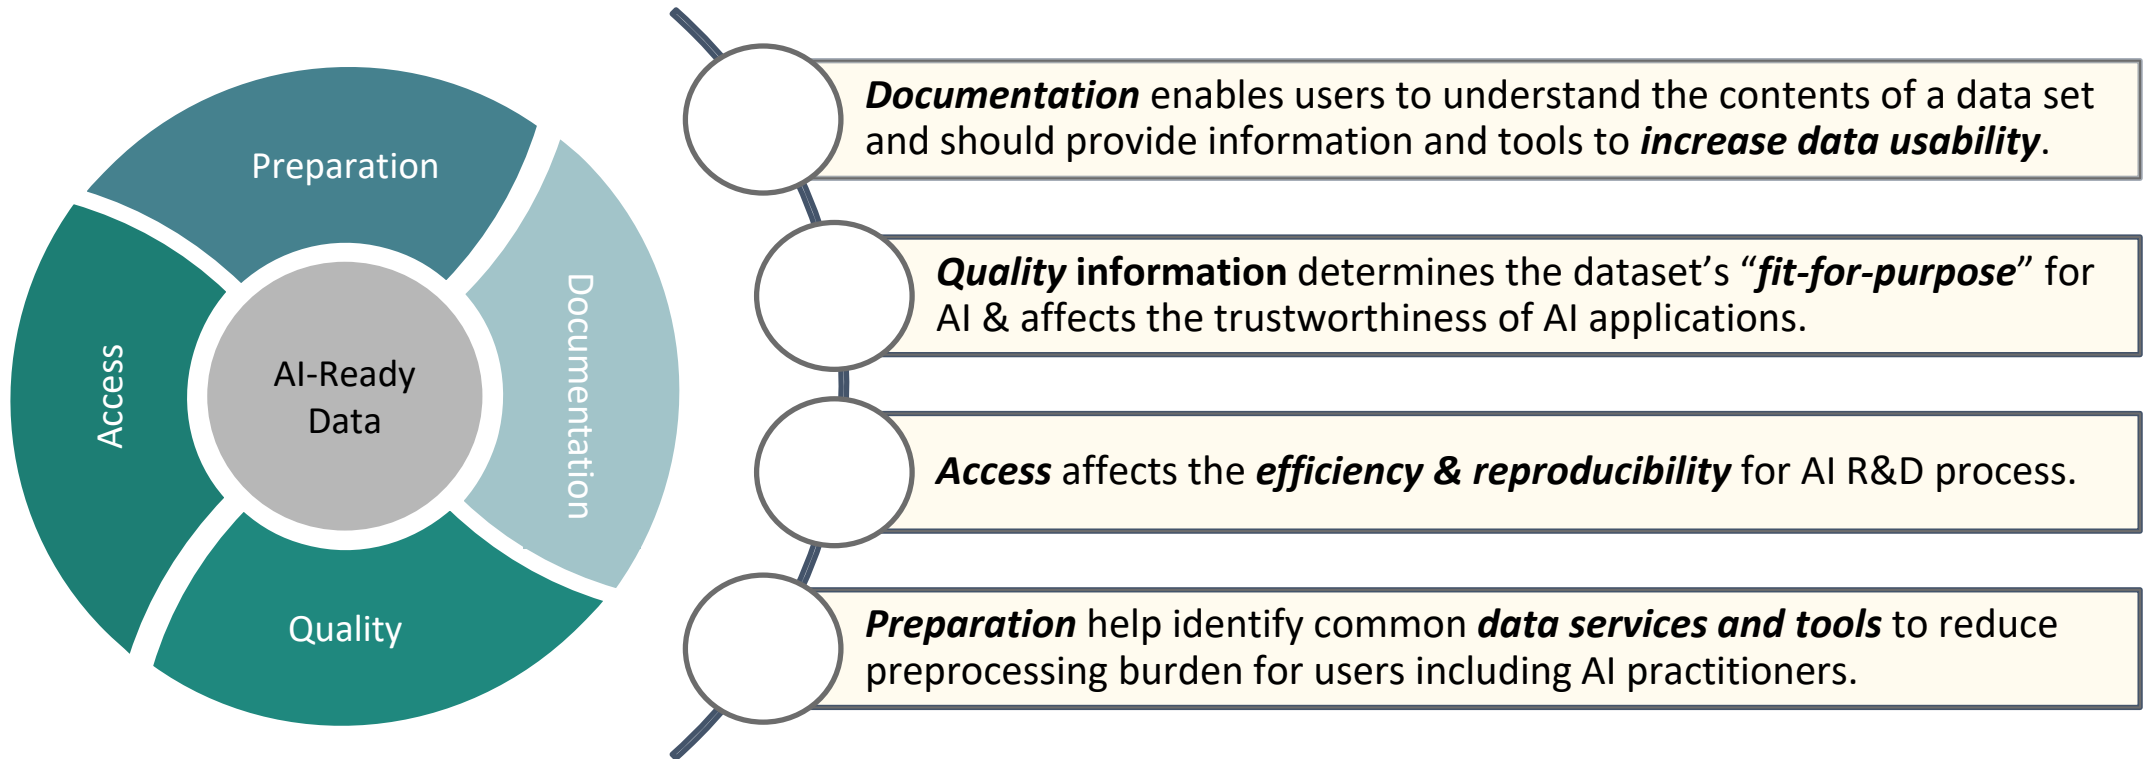 Preparation
Documentation
Access
AI-Ready
Data
Quality
Documentation enables users to understand the contents of a data set
and should provide information and tools to increase data usability.
Quality information determines the dataset’s “fit-for-purpose” for
AI & affects the trustworthiness of AI applications.
Access affects the efficiency & reproducibility for AI R&D process.
Preparation help identify common data services and tools to reduce
preprocessing burden for users including AI practitioners.